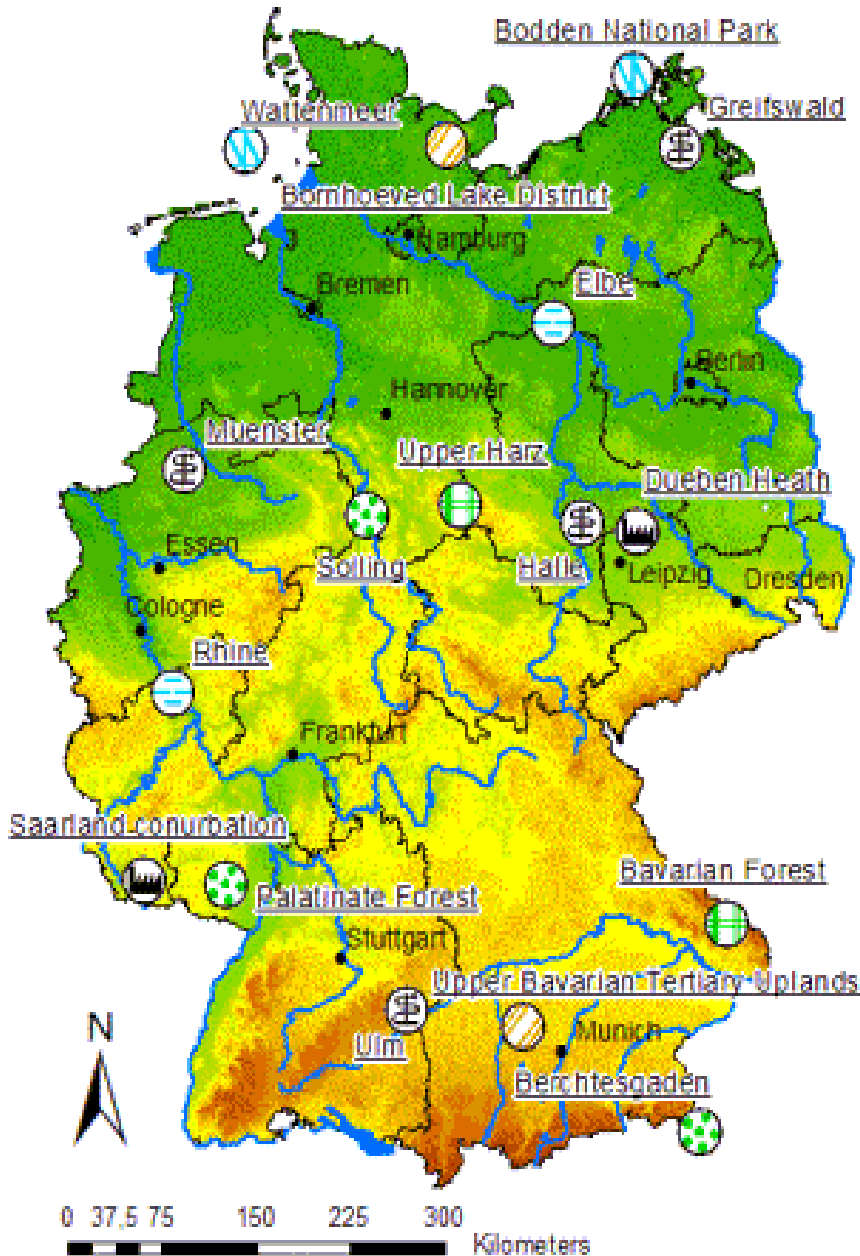 Bodden National Park
Wattenmeer
Greifswald
Bornhoeved Lake District
Hamburg
Elbe
Bremen
Berlin
Hannover
Muenster
Upper Harz
Dueben Heath
Essen
Solling
Halle
Leipzig
Dresden
Cologne
Rhine
Frankfurt
Saarland conurbation
Bavarian Forest
Palatinate Forest
Stuttgart
Upper Bavarian Tertiary Uplands
N
Ulm
Munich
Berchtesgaden
0 37,5 75 150 225 300
Kilometers